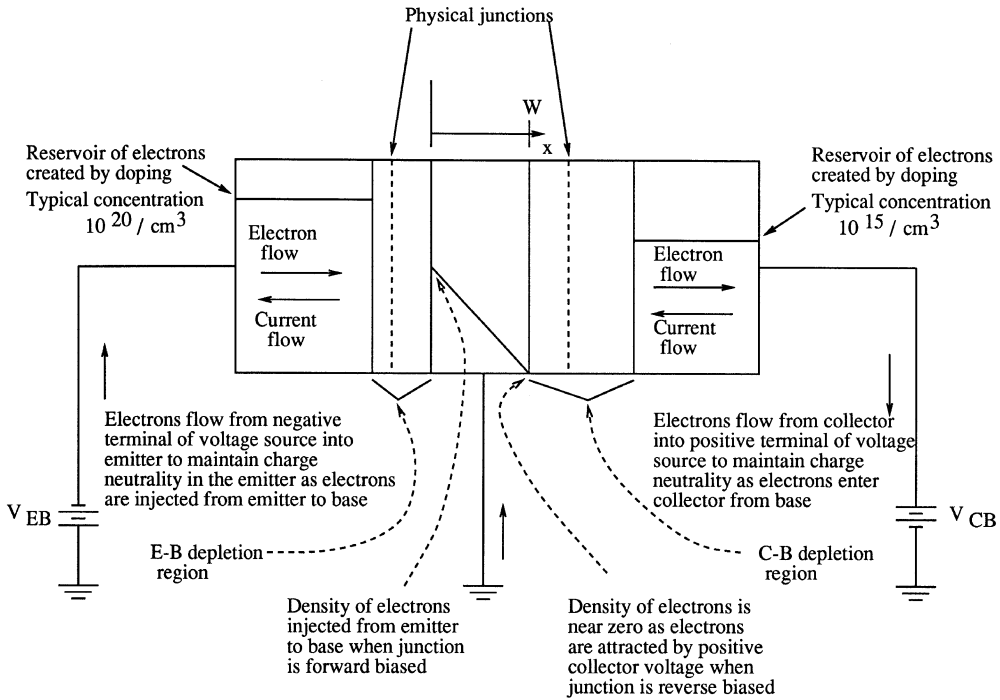 Physical junctions
W
x
Reservoir of electrons
created by doping
Typical concentration
10 20 / cm3
Reservoir of electrons
created by doping
Typical concentration
10 15 / cm3
Electron
flow
Current
flow
Electron
flow
Current
flow
Electrons flow from negative
terminal of voltage source into
emitter to maintain charge
neutrality in the emitter as electrons
are injected from emitter to base
Electrons flow from collector
into positive terminal of voltage
source to maintain charge
neutrality as electrons enter
collector from base
V EB
V CB
E-B depletion
region
C-B depletion
region
Density of electrons
injected from emitter
to base when junction
is forward biased
Density of electrons is
near zero as electrons
are attracted by positive
collector voltage when
junction is reverse biased